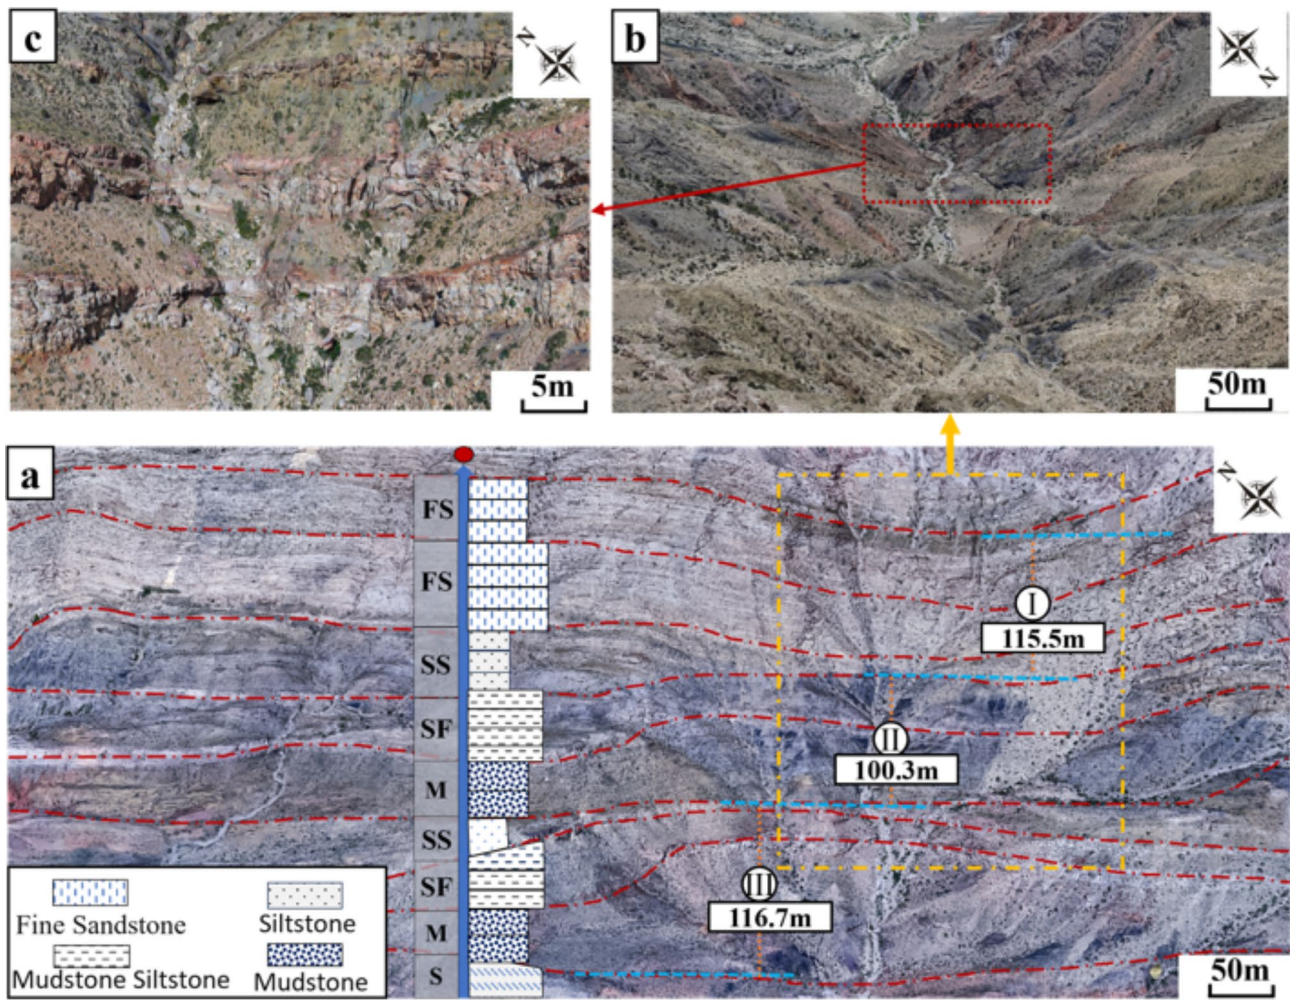 c
N
5m
b
N
50m
a
N
FS
FS
SS
SF
M
SS
SF
M
S
I
115.5m
II
100.3m
III
116.7m
Fine Sandstone
Siltstone
Mudstone Siltstone
Mudstone
50m